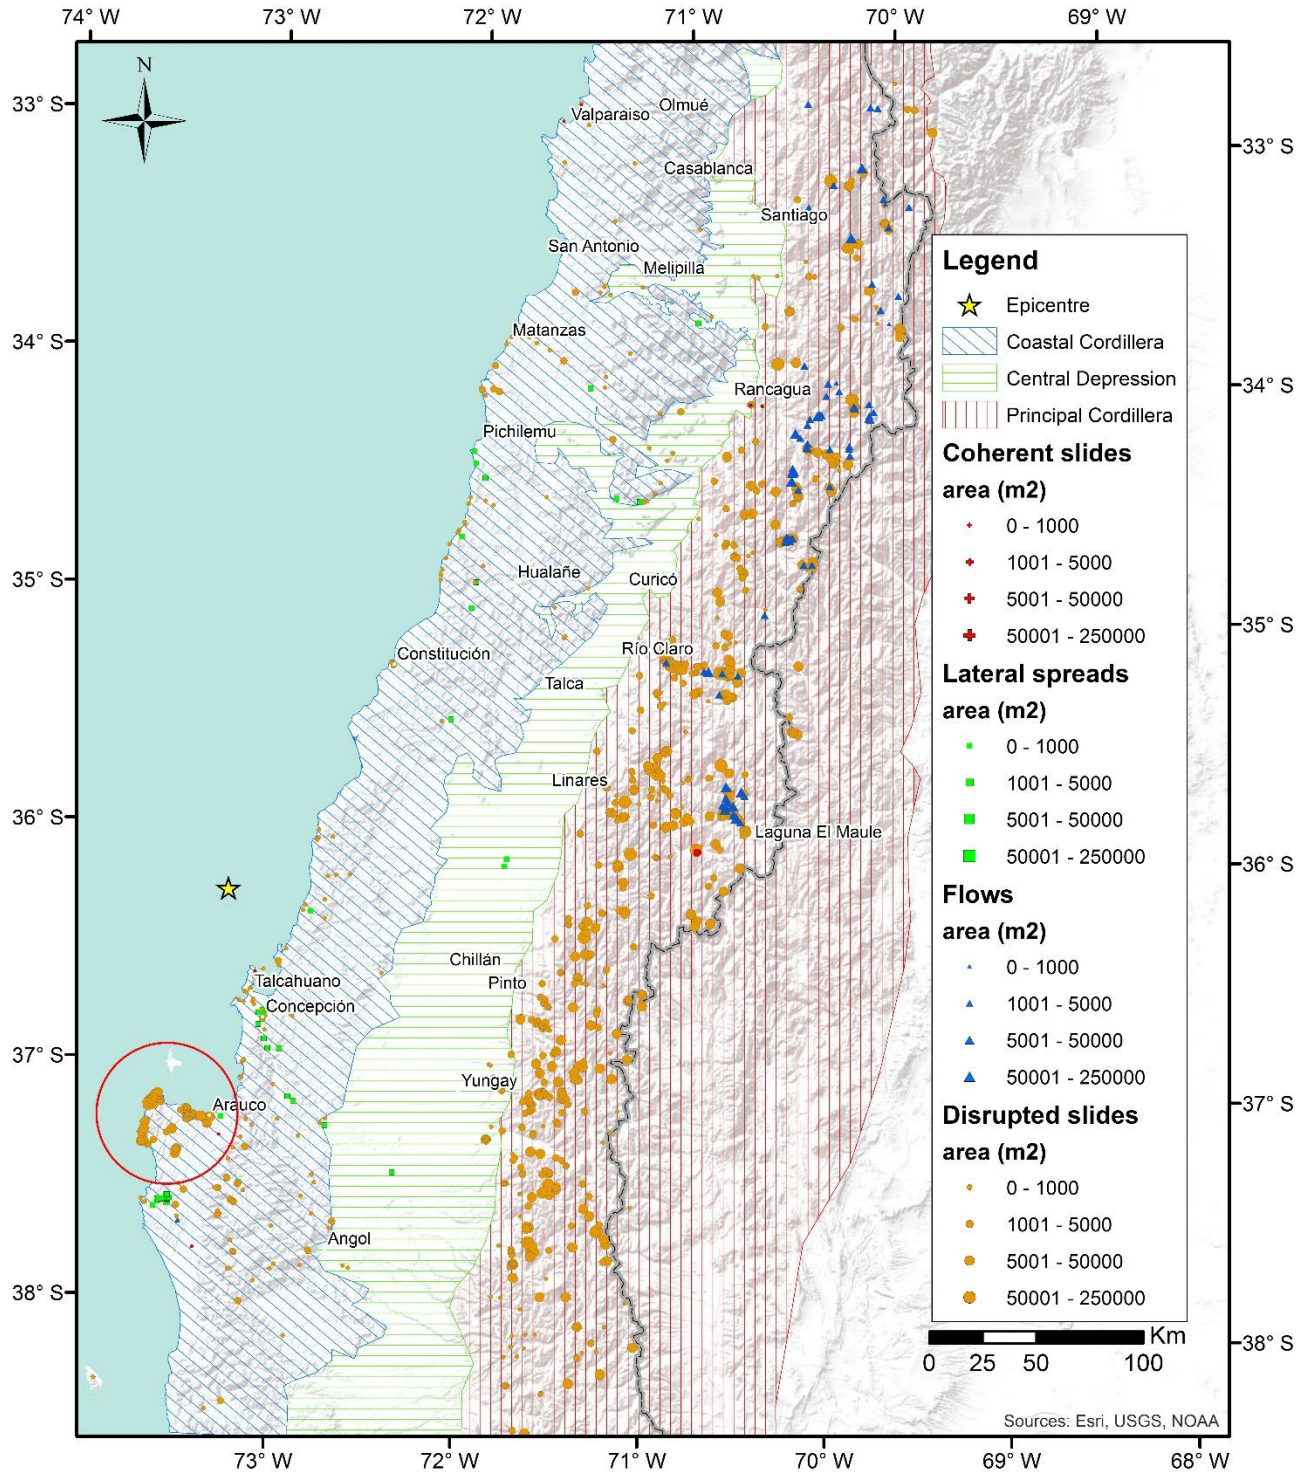 74° W 73° W 72° W 71° W 70° W 69° W
N
33° S
33° S
34° S
34° S
35° S
35° S
36° S
36° S
37° S
37° S
38° S
38° S
Valparaiso
Olmué
Casablanca
Santiago
San Antonio
Melipilla
Matanzas
Rancagua
Pichilemu
Hualañe
Curicó
Constitución
Río Claro
Talca
Linares
Laguna El Maule
Chillán
Pinto
Talcahuano
Concepción
Yungay
Arauco
Angol
Legend
Epicentre
Coastal Cordillera
Central Depression
Principal Cordillera
Coherent slides
area (m2)
0 - 1000
1001 - 5000
5001 - 50000
50001 - 250000
Lateral spreads
area (m2)
0 - 1000
1001 - 5000
5001 - 50000
50001 - 250000
Flows
area (m2)
0 - 1000
1001 - 5000
5001 - 50000
50001 - 250000
Disrupted slides
area (m2)
0 - 1000
1001 - 5000
5001 - 50000
50001 - 250000
Km
0 25 50 100
Sources: Esri, USGS, NOAA
73° W 72° W 71° W 70° W 69° W 68° W